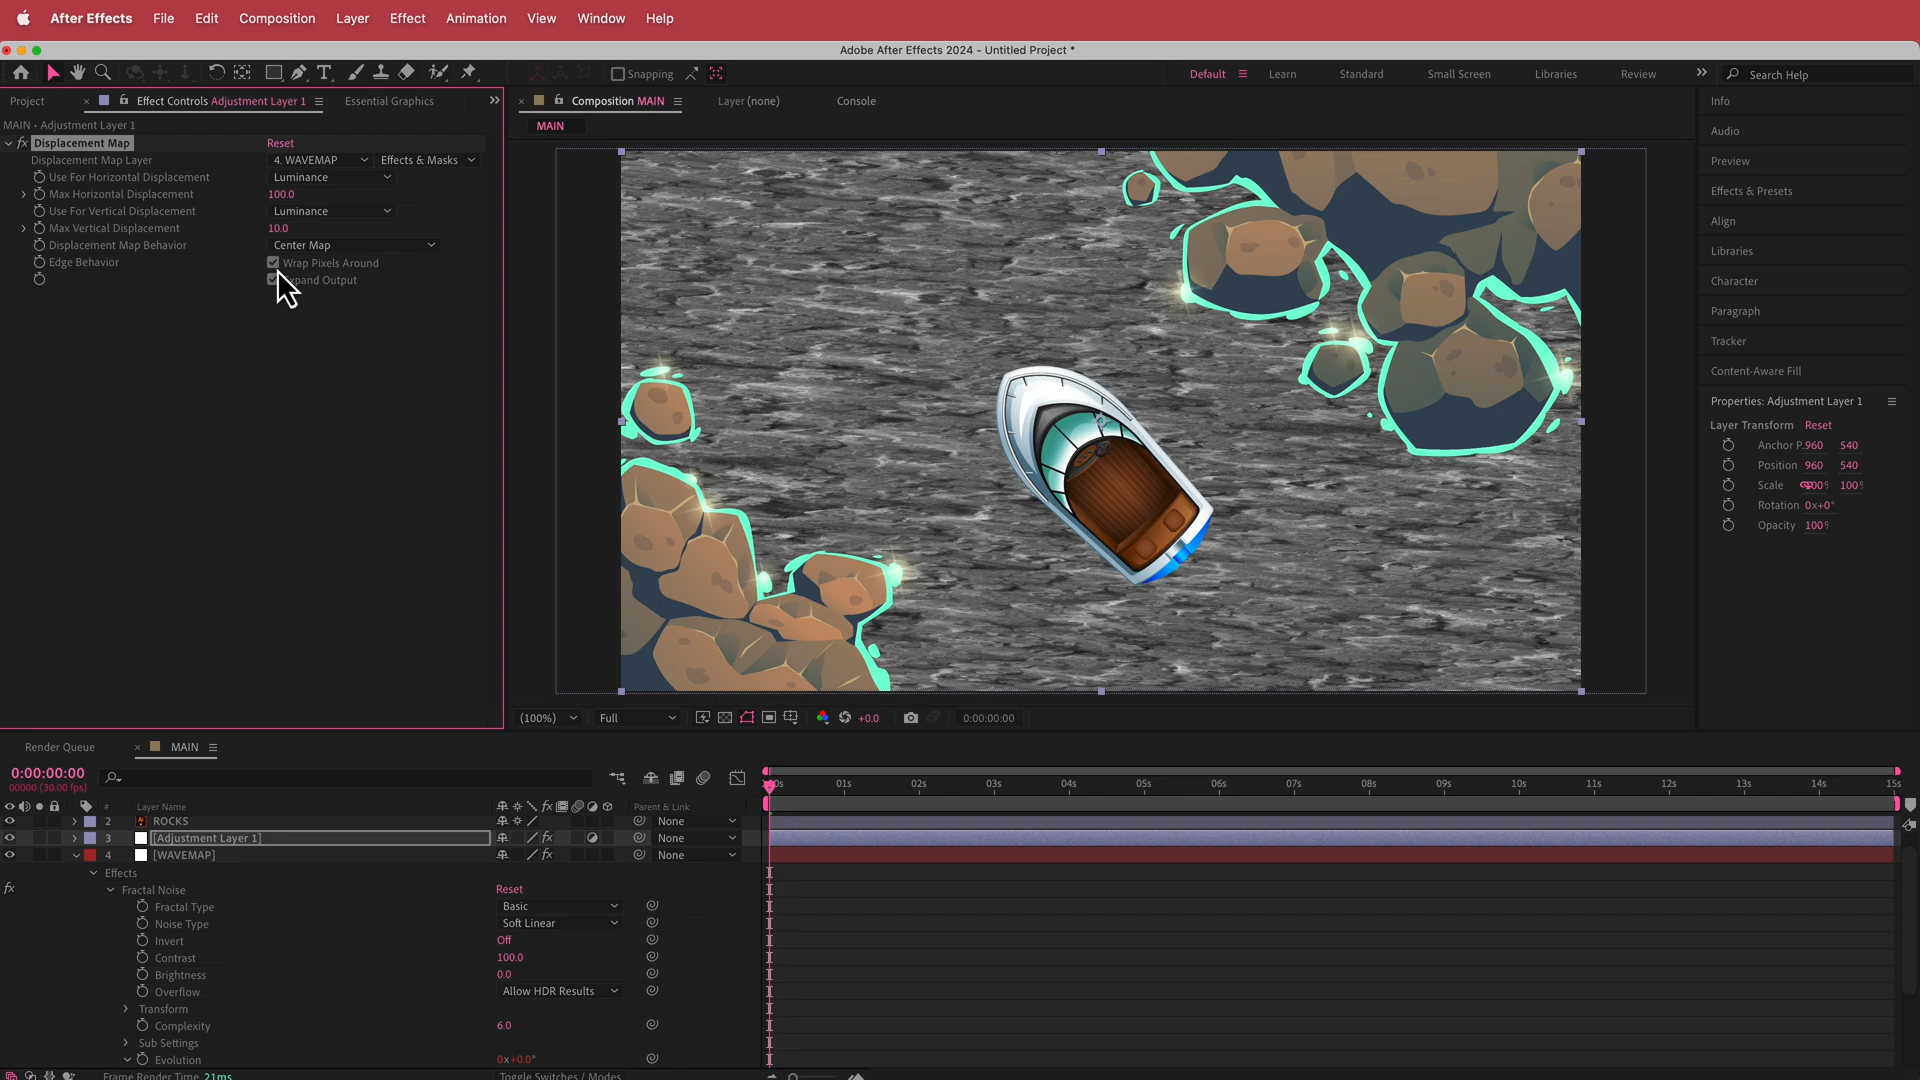 After Effects File Edit Composition Layer Effect Animation View Window Help
Adobe After Effects 2024 - Untitled Project *
Snapping Default Learn Standard Small Screen Libraries Review Search Help
Project Effect Controls Adjustment Layer 1 Essential Graphics
MAIN • Adjustment Layer 1
fx Displacement Map Reset
Displacement Map Layer 4. WAVEMAP Effects & Masks
Use For Horizontal Displacement Luminance
Max Horizontal Displacement 100.0
Use For Vertical Displacement Luminance
Max Vertical Displacement 10.0
Displacement Map Behavior Center Map
Edge Behavior Wrap Pixels Around
pand Output
Composition MAIN Layer (none) Console
MAIN
(100%) Full +0.0 0:00:00:00
Info
Audio
Preview
Effects & Presets
Align
Libraries
Character
Paragraph
Tracker
Content-Aware Fill
Properties: Adjustment Layer 1
Layer Transform Reset
Anchor P.. 960 540
Position 960 540
Scale 100%
Rotation 0x+0°
Opacity 100%
Render Queue MAIN
0:00:00:00
00000 (30.00 fps)
# Layer Name fx Parent & Link
01s 02s 03s 04s 05s 06s 07s 08s 09s 10s 11s 12s 13s 14s 15s
2 Ai ROCKS None
3 [Adjustment Layer 1] fx None
4 [WAVEMAP] fx None
Effects
fx Fractal Noise Reset
Fractal Type Basic
Noise Type Soft Linear
Invert Off
Contrast 100.0
Brightness 0.0
Overflow Allow HDR Results
Transform
Complexity 6.0
Sub Settings
Evolution 0x+0.0°
Frame Render Time 21ms Toggle Switches / Modes